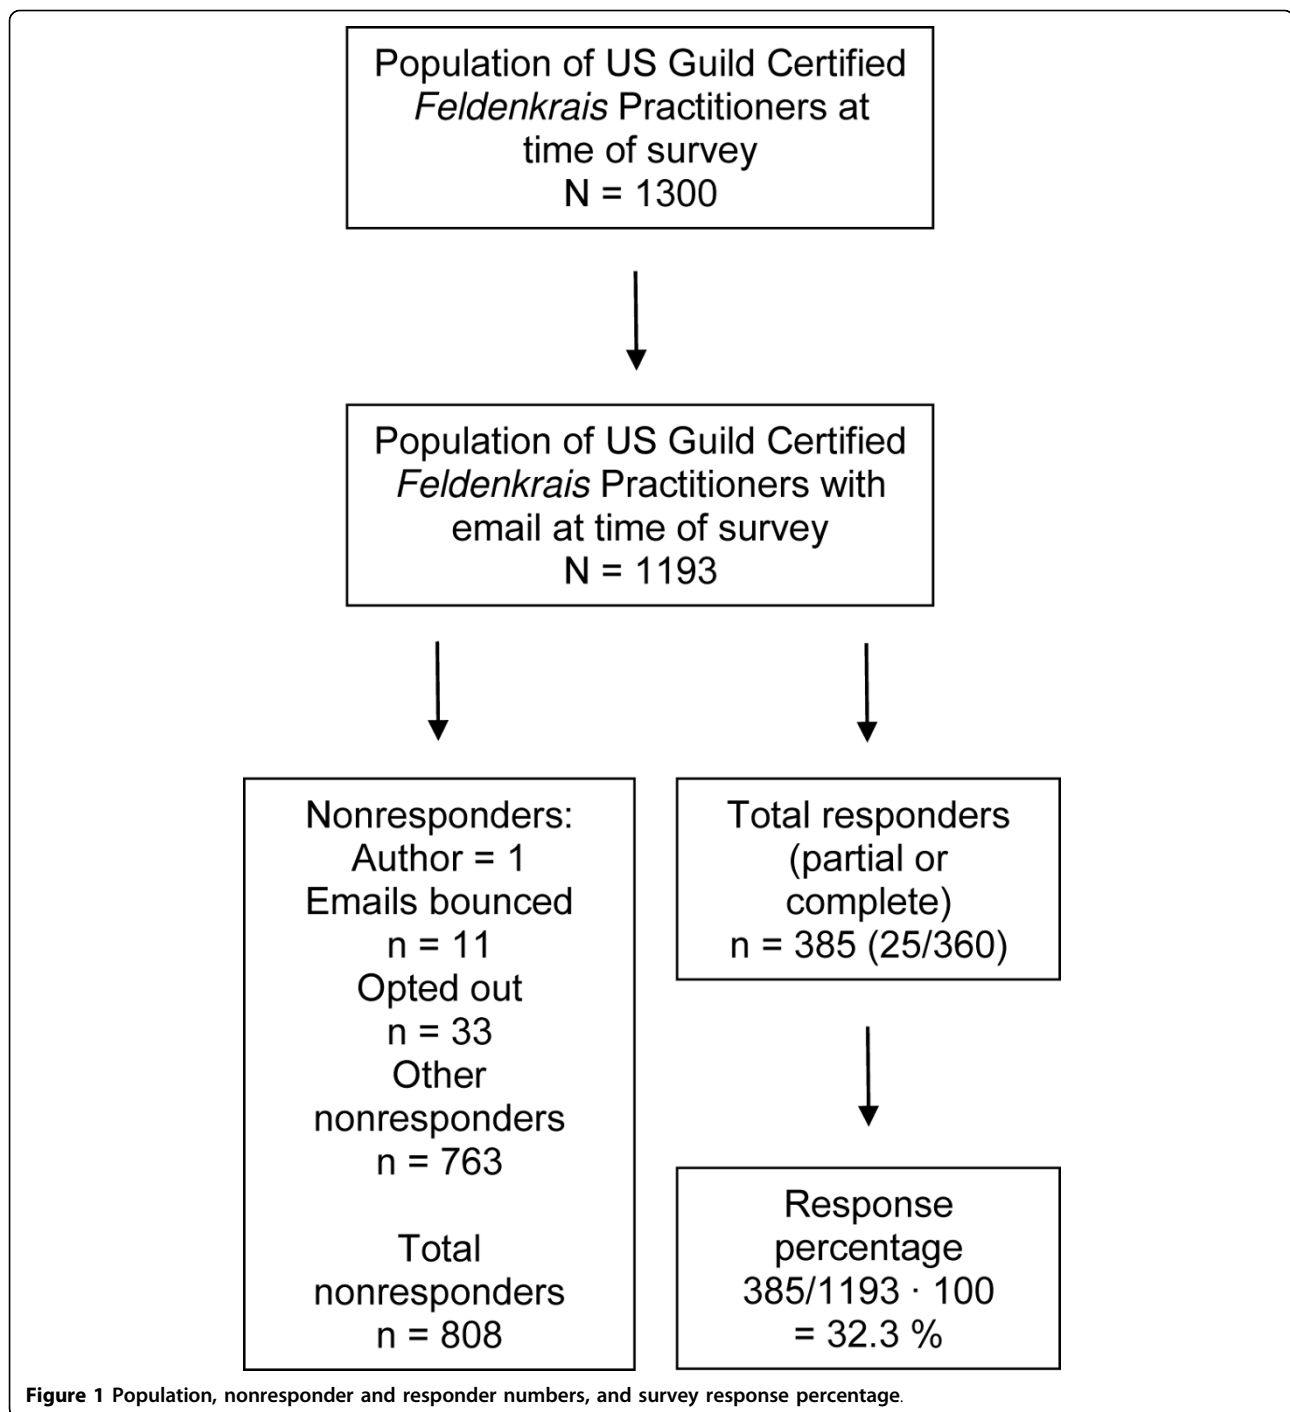 Population of US Guild Certified
Feldenkrais Practitioners at
time of survey
N = 1300
Population of US Guild Certified
Feldenkrais Practitioners with
email at time of survey
N = 1193
Nonresponders:
Author = 1
Emails bounced
n = 11
Opted out
n = 33
Other
nonresponders
n = 763
Total
nonresponders
n = 808
Total responders
(partial or
complete)
n = 385 (25/360)
Response
percentage
385/1193 · 100
= 32.3 %
Figure 1 Population, nonresponder and responder numbers, and survey response percentage.